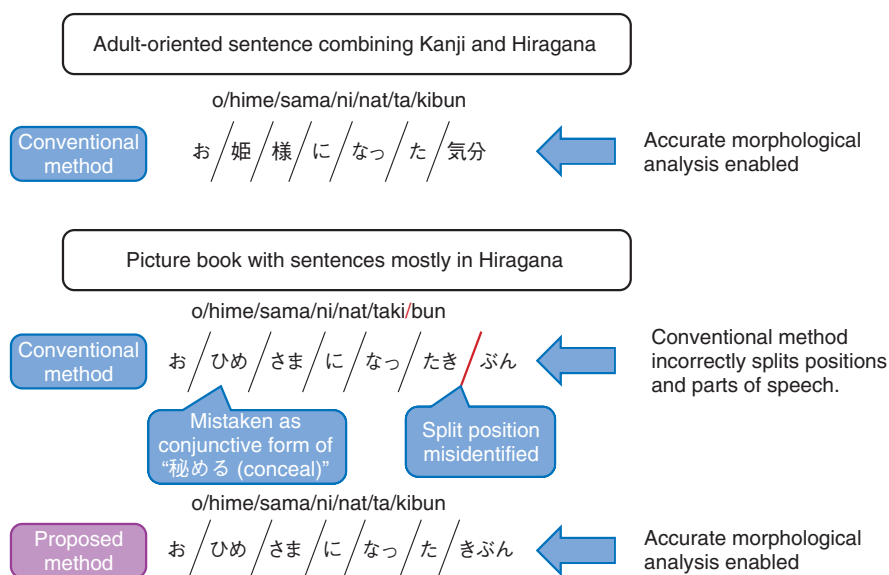 Adult-oriented sentence combining Kanji and Hiragana
o/hime/sama/ni/nat/ta/kibun
Conventional
method
お/姫/様/に/なっ/た/気分
Accurate morphological
analysis enabled
Picture book with sentences mostly in Hiragana
o/hime/sama/ni/nat/taki/bun
Conventional
method
お/ひめ/さま/に/なっ/たき/ぶん
Conventional method
incorrectly splits positions
and parts of speech.
Mistaken as
conjunctive form of
“秘める (conceal)”
Split position
misidentified
o/hime/sama/ni/nat/ta/kibun
Proposed
method
お/ひめ/さま/に/なっ/た/きぶん
Accurate morphological
analysis enabled